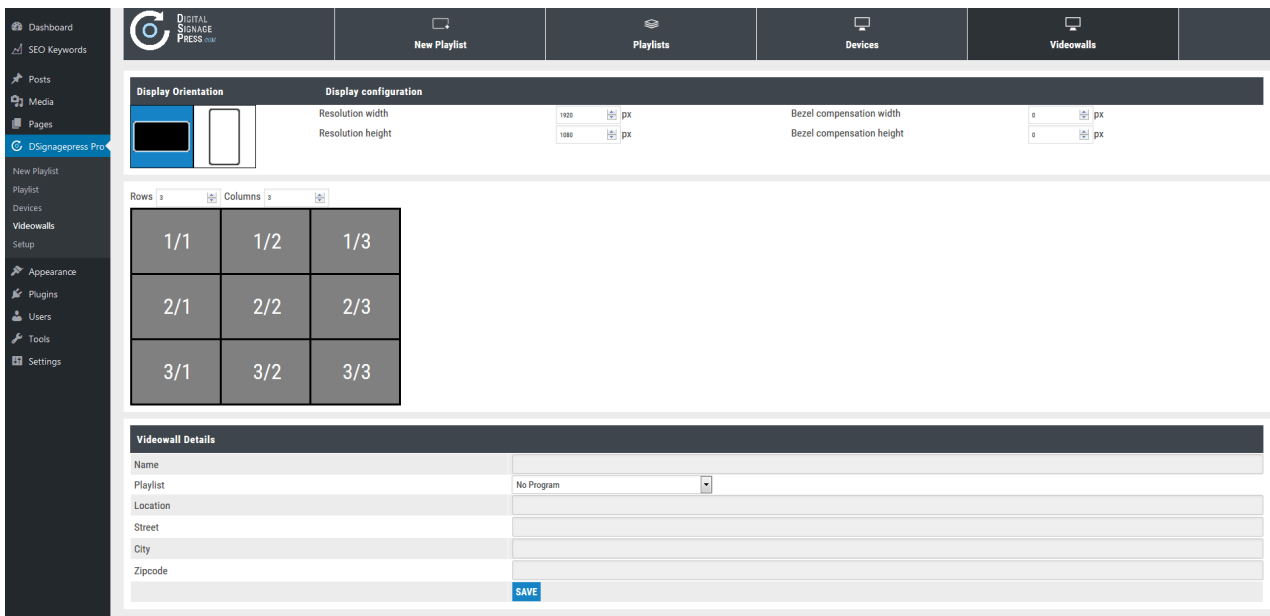 Dashboard
SEO Keywords
Posts
Media
Pages
DSignagepress Pro
New Playlist
Playlist
Devices
Videowalls
Setup
Appearance
Plugins
Users
Tools
Settings
DIGITAL
SIGNAGE
PRESS.COM
New Playlist
Playlists
Devices
Videowalls
Display Orientation
Display configuration
Resolution width 1920 px
Bezel compensation width 0 px
Resolution height 1080 px
Bezel compensation height 0 px
Rows 3 Columns 3
1/1 1/2 1/3
2/1 2/2 2/3
3/1 3/2 3/3
Videowall Details
Name
Playlist No Program
Location
Street
City
Zipcode
SAVE